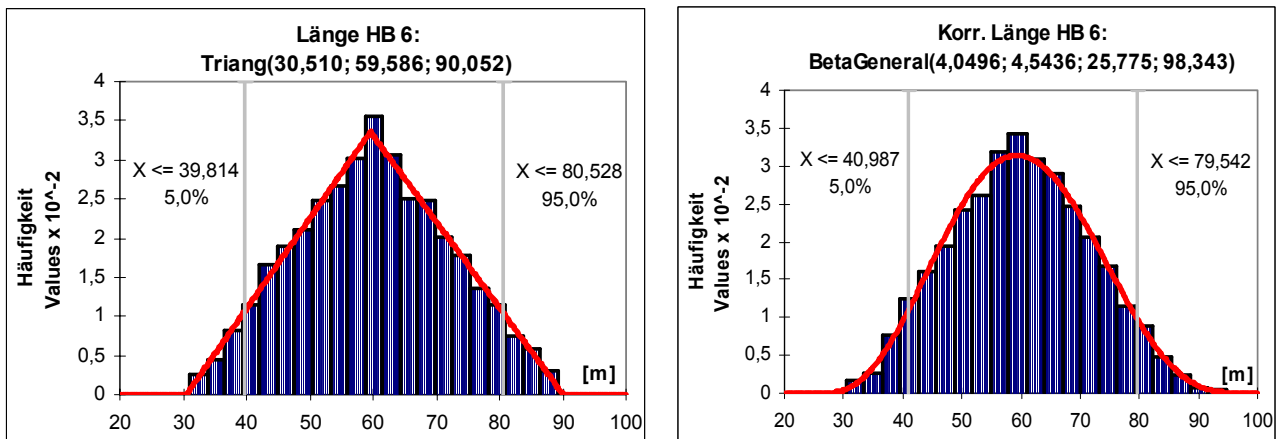 Länge HB 6:
Triang(30,510; 59,586; 90,052)
Häufigkeit
Values x 10^-2
4
3,5
3
2,5
2
1,5
1
0,5
0
X <= 39,814
5,0%
X <= 80,528
95,0%
[m]
20 30 40 50 60 70 80 90 100
Korr. Länge HB 6:
BetaGeneral(4,0496; 4,5436; 25,775; 98,343)
Häufigkeit
Values x 10^-2
4
3,5
3
2,5
2
1,5
1
0,5
0
X <= 40,987
5,0%
X <= 79,542
95,0%
[m]
20 30 40 50 60 70 80 90 100